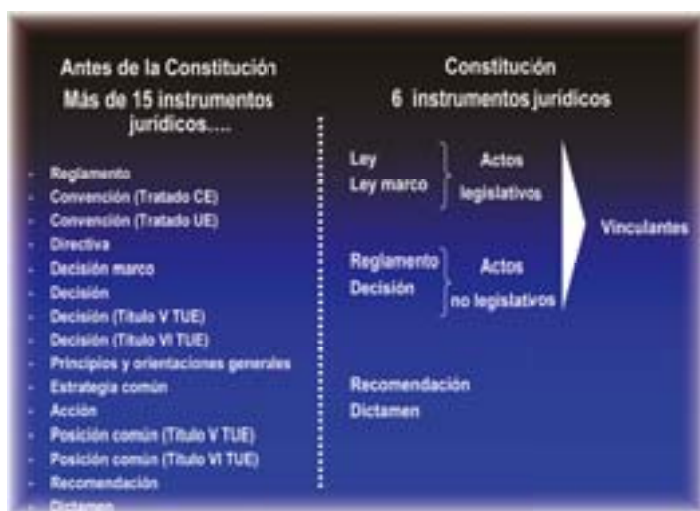 Antes de la Constitución
Más de 15 instrumentos
jurídicos....
- Reglamento
- Convención (Tratado CE)
- Convención (Tratado UE)
- Directiva
- Decisión marco
- Decisión
- Decisión (Título V TUE)
- Decisión (Título VI TUE)
- Principios y orientaciones generales
- Estrategia común
- Acción
- Posición común (Título V TUE)
- Posición común (Título VI TUE)
- Recomendación
- Dictamen
Constitución
6 instrumentos jurídicos
Ley
Ley marco
Actos
legislativos
Reglamento
Decisión
Actos
no legislativos
Vinculantes
Recomendación
Dictamen